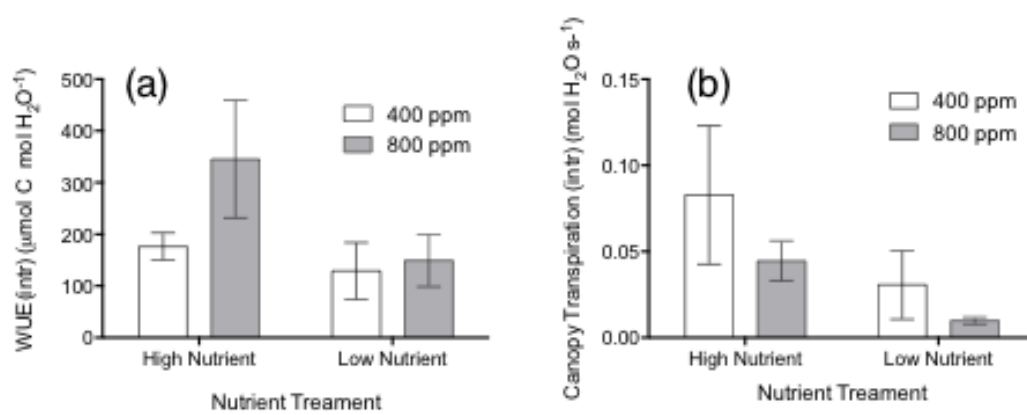 (a)
WUE(intr) (μmol C mol H₂O⁻¹)
500
400
300
200
100
0
400 ppm
800 ppm
High Nutrient
Low Nutrient
Nutrient Treament
(b)
Canopy Transpiration (intr) (mol H₂O s-¹)
0.15
0.10
0.05
0.00
400 ppm
800 ppm
High Nutrient
Low Nutrient
Nutrient Treament